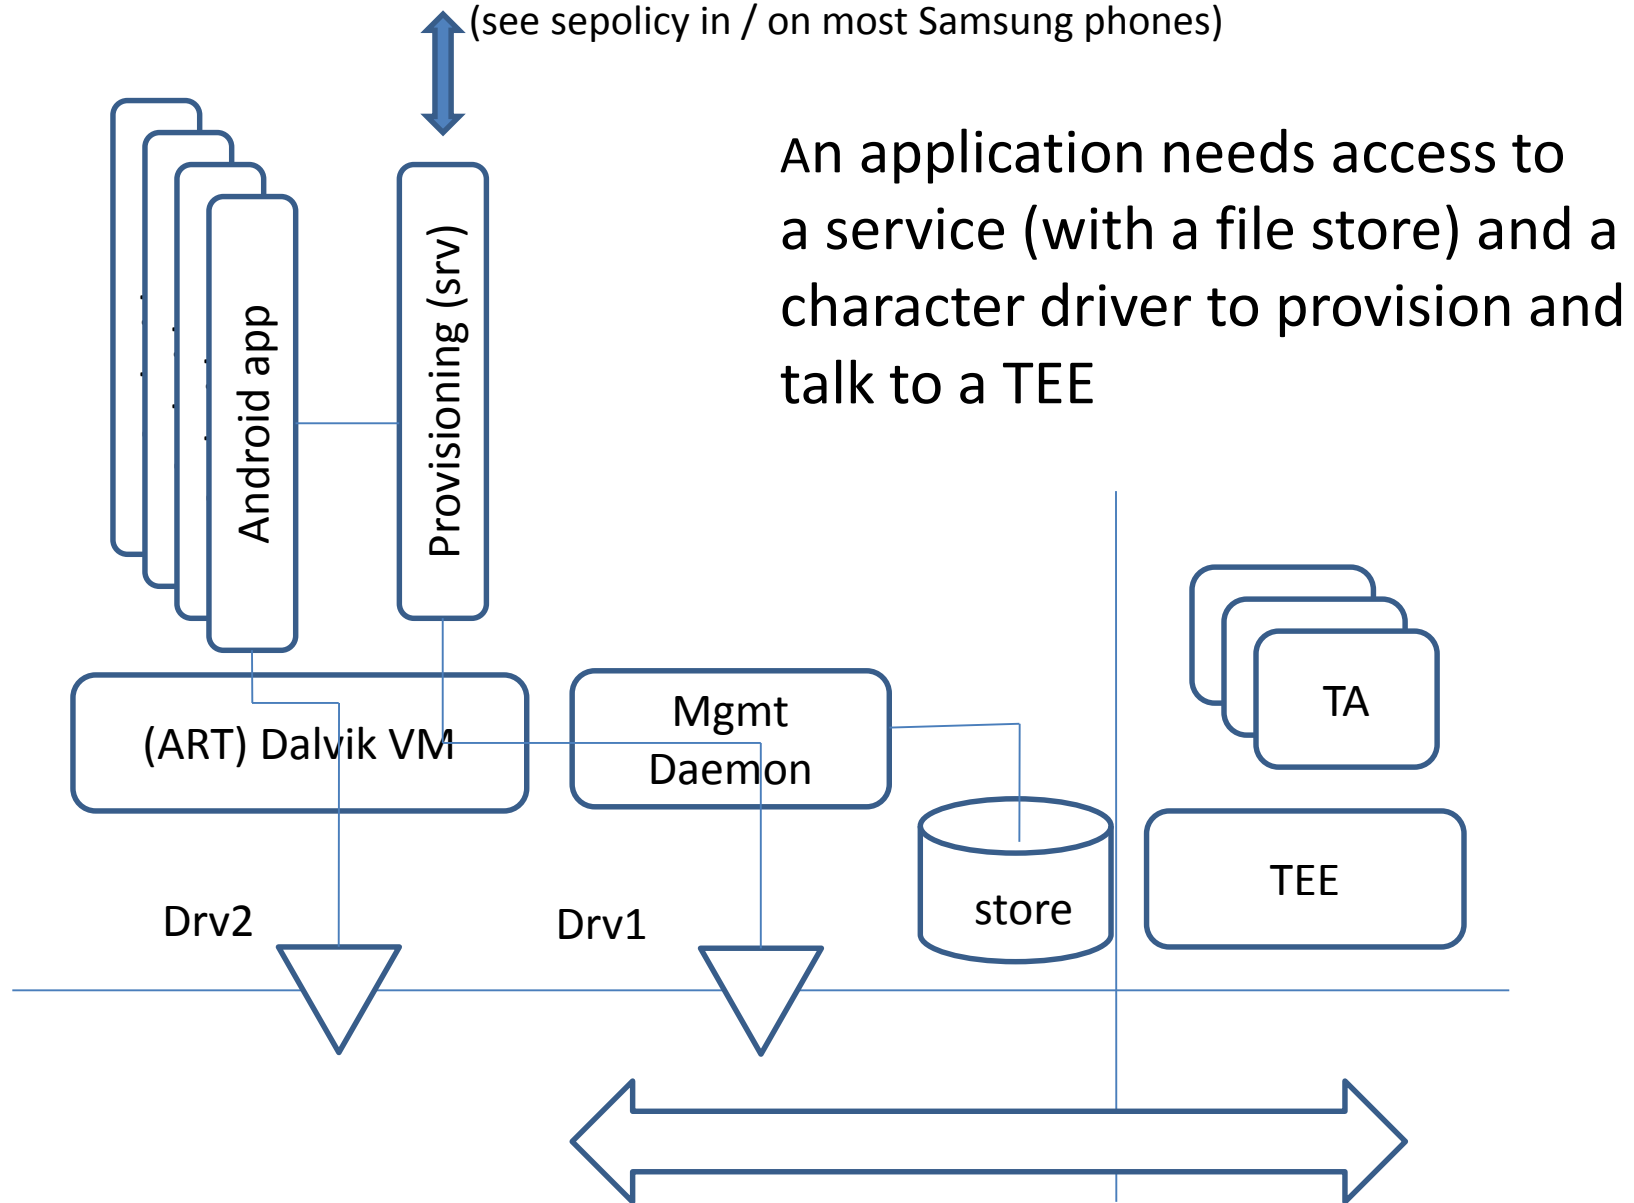 (see sepolicy in / on most Samsung phones)
An application needs access to
a service (with a file store) and a
character driver to provision and
talk to a TEE
Android app
Provisioning (srv)
(ART) Dalvik VM
Mgmt
Daemon
TA
TEE
store
Drv2
Drv1